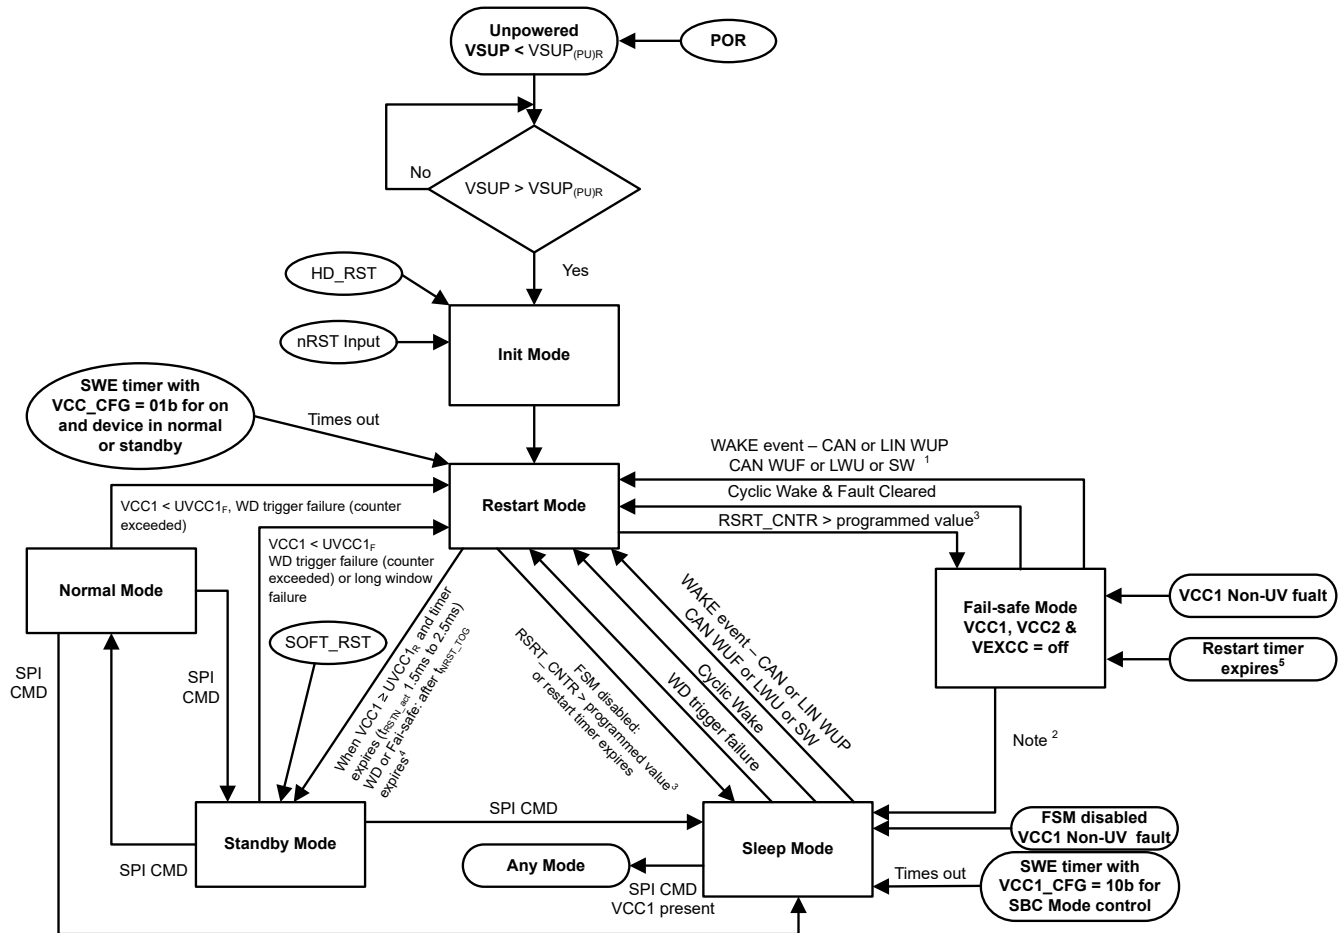 Unpowered
VSUP < VSUP(PU)R
POR
No
VSUP > VSUP(PU)R
Yes
HD_RST
nRST Input
Init Mode
SWE timer with
VCC_CFG = 01b for on
and device in normal
or standby
Times out
WAKE event – CAN or LIN WUP
CAN WUF or LWU or SW 1
Cyclic Wake & Fault Cleared
RSRT_CNTR > programmed value3
Restart Mode
VCC1 < UVCC1F, WD trigger failure (counter
exceeded)
VCC1 < UVCC1F
WD trigger failure (counter
exceeded) or long window
failure
Normal Mode
Fail-safe Mode
VCC1, VCC2 &
VEXCC = off
VCC1 Non-UV fualt
Restart timer
expires5
SOFT_RST
SPI
CMD
SPI
CMD
When VCC1 ≥ UVCC1R and timer
expires (tRSTN_act 1.5ms to 2.5ms)
WD or Fai-safe: after tNRST_TOG
expires4
FSM disabled:
RSRT_CNTR > programmed value3
or restart timer expires
WD trigger failure
Cyclic Wake
WAKE event – CAN or LIN WUP
CAN WUF or LWU or SW
Note 2
Standby Mode
SPI CMD
SPI CMD
Sleep Mode
Any Mode
SPI CMD
VCC1 present
FSM disabled
VCC1 Non-UV fault
Times out
SWE timer with
VCC1_CFG = 10b for
SBC Mode control